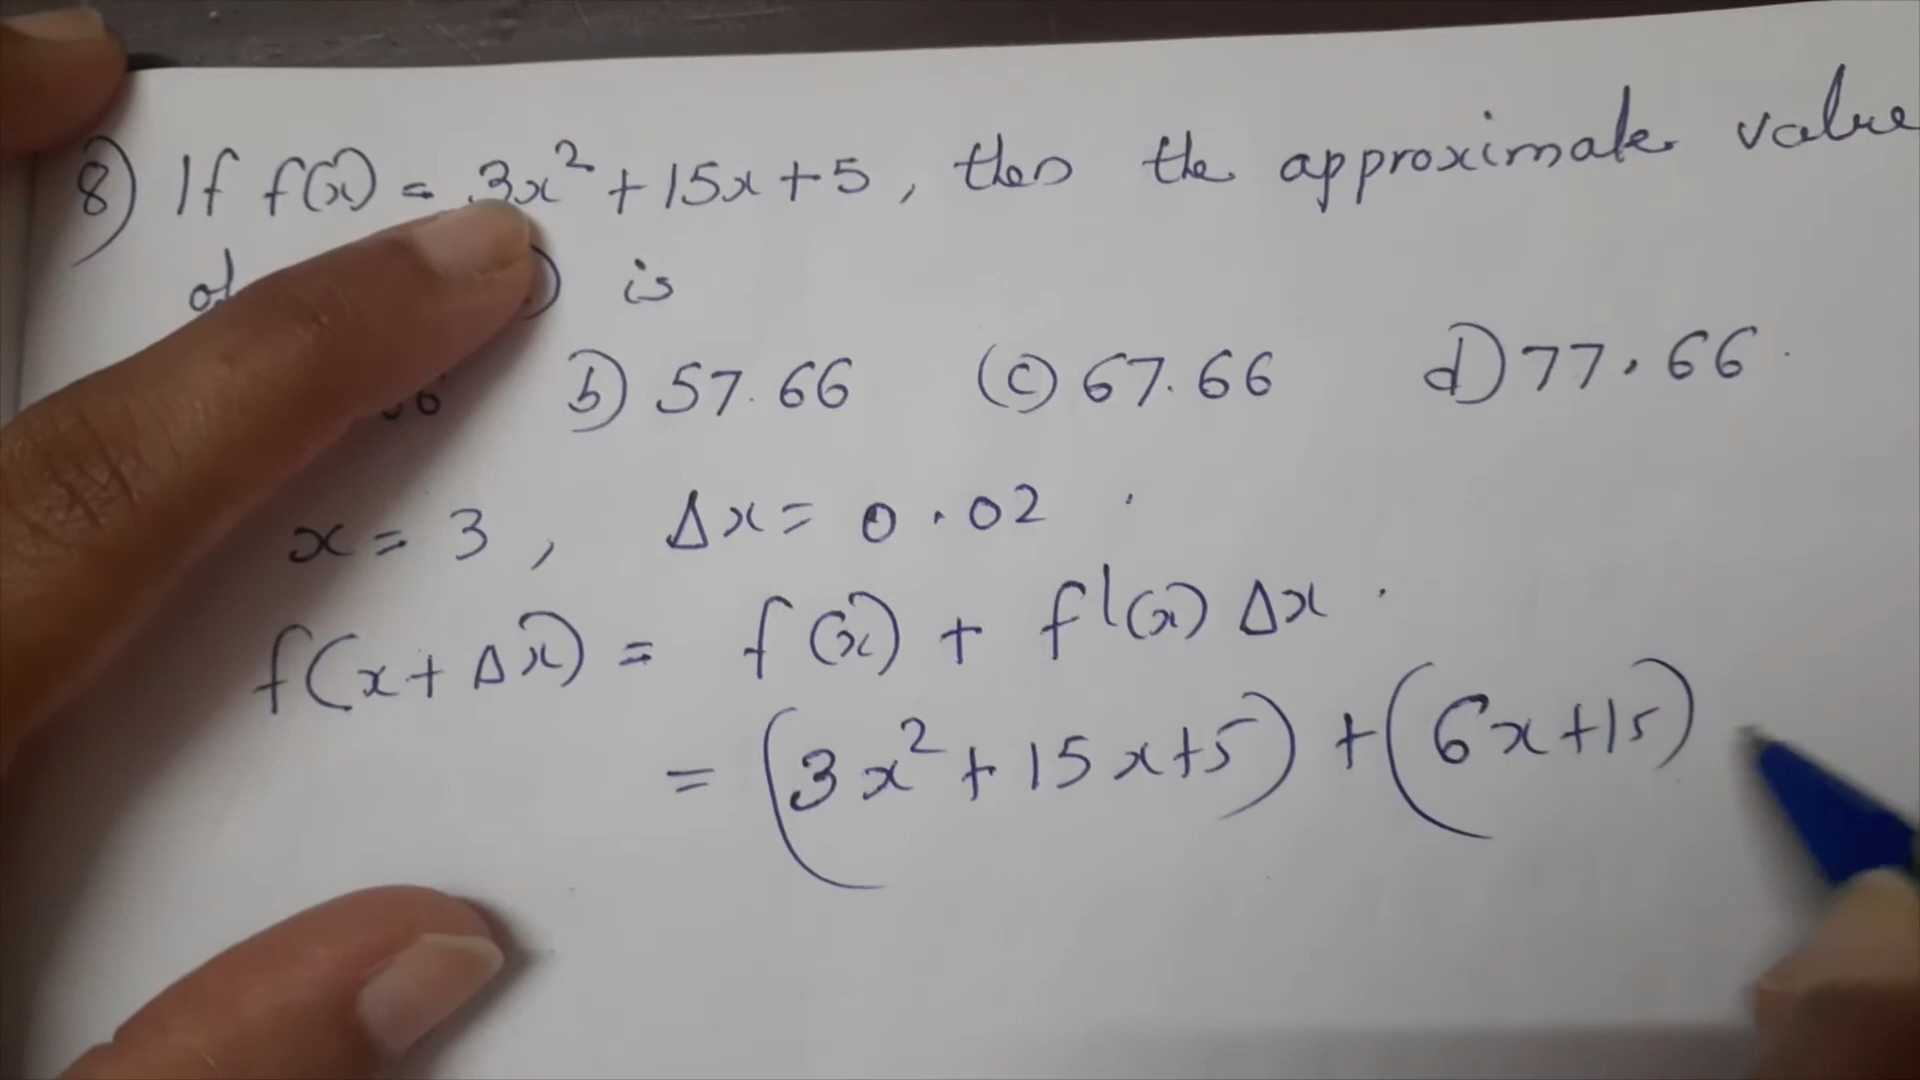 8) If f(x) = 3x² + 15x + 5, then the approximate value
of ) is
b) 57.66 (c) 67.66 d) 77.66
x = 3, Δx = 0.02
f(x + Δx) = f(x) + f'(x) Δx
= (3x² + 15x + 5) + (6x + 15)